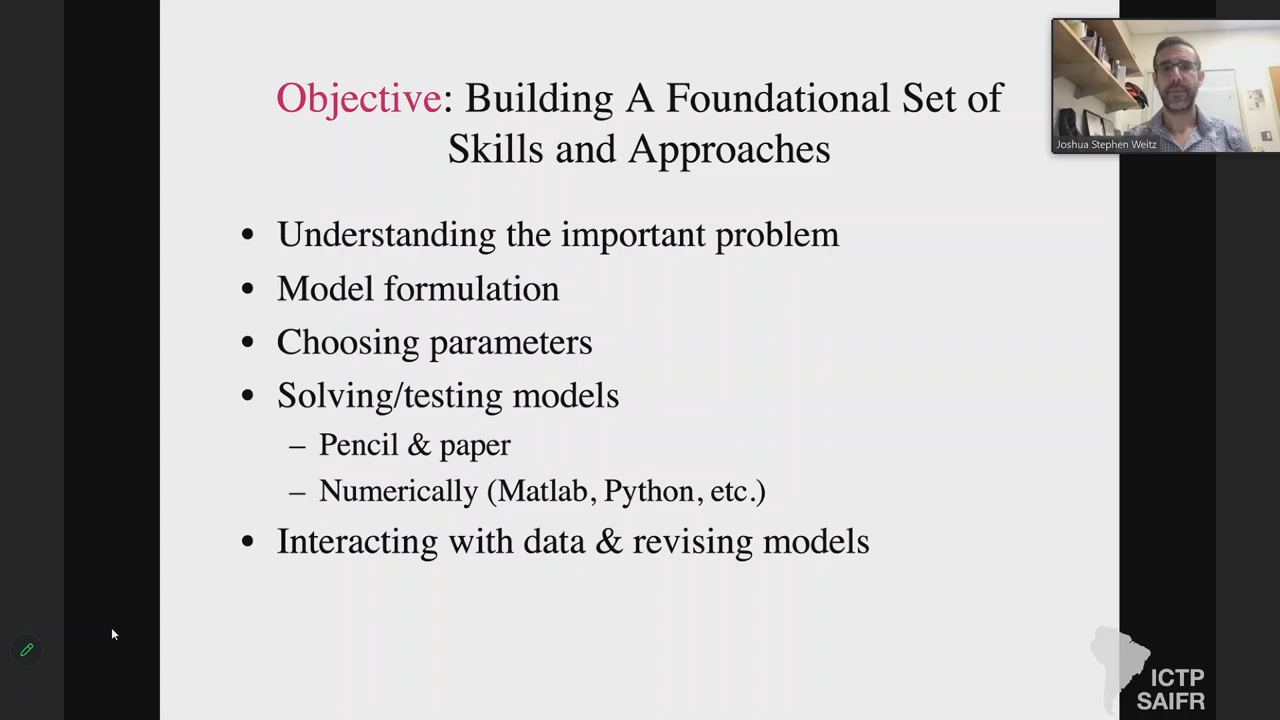 Objective: Building A Foundational Set of
Skills and Approaches
Joshua Stephen Weitz
• Understanding the important problem
• Model formulation
• Choosing parameters
• Solving/testing models
– Pencil & paper
– Numerically (Matlab, Python, etc.)
• Interacting with data & revising models
ICTP
SAIFR